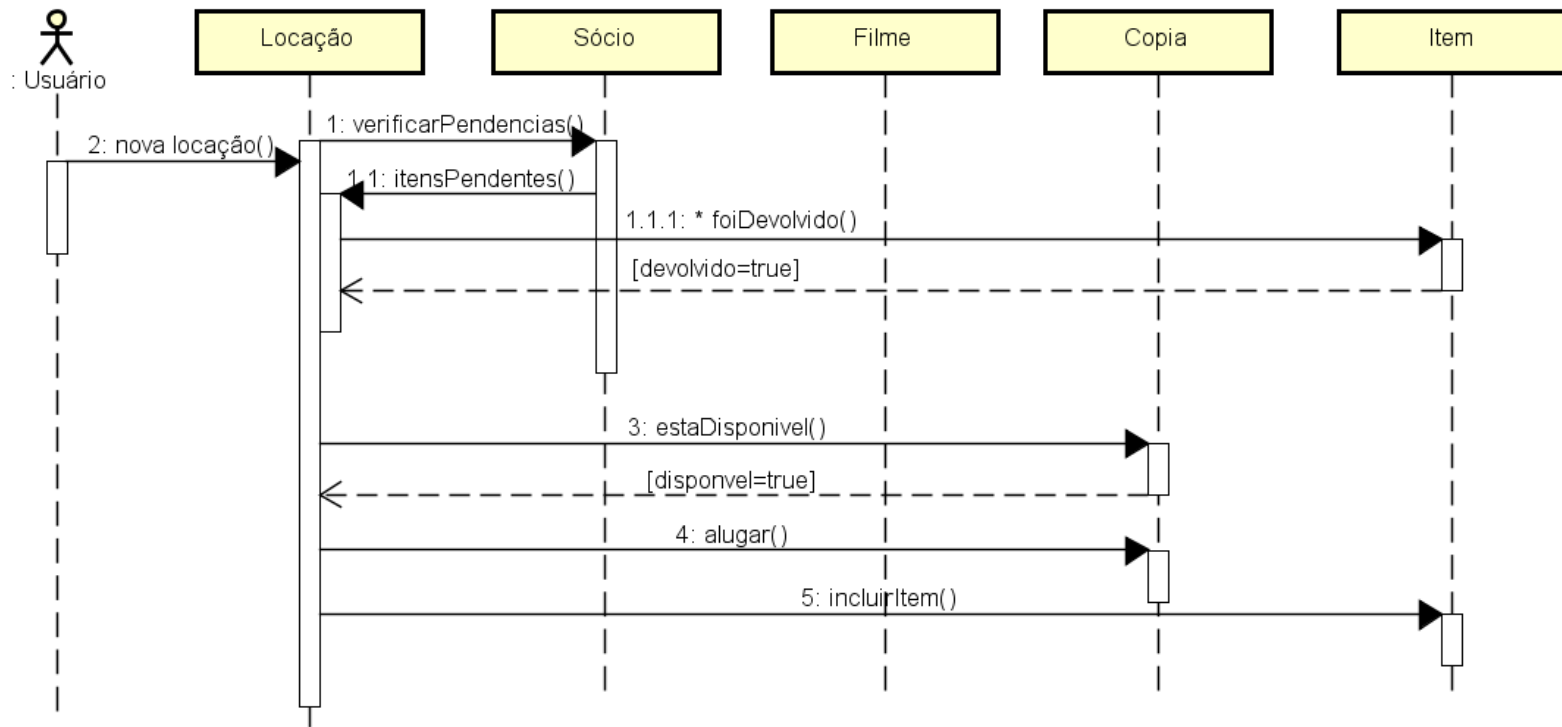 Locação
Sócio
Filme
Copia
Item
: Usuário
1: verificarPendencias()
2: nova locação()
1.1: itensPendentes()
1.1.1: * foiDevolvido()
[devolvido=true]
3: estaDisponivel()
[disponvel=true]
4: alugar()
5: incluirItem()